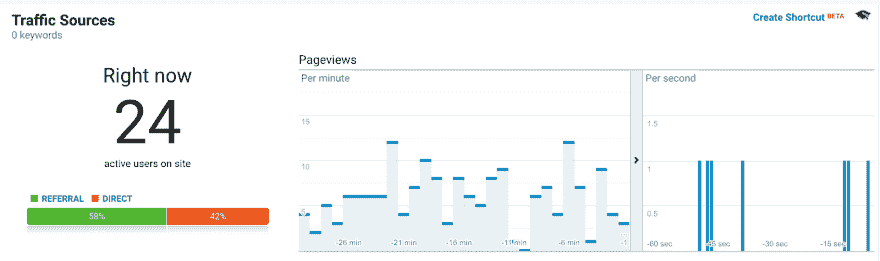 Traffic Sources
0 keywords
Create Shortcut BETA
Right now
24
active users on site
REFERRAL DIRECT
58% 42%
Pageviews
Per minute
15
10
5
-26 min -21 min -16 min -11 min -6 min -1
Per second
1.5
1
0.5
-60 sec -45 sec -30 sec -15 sec